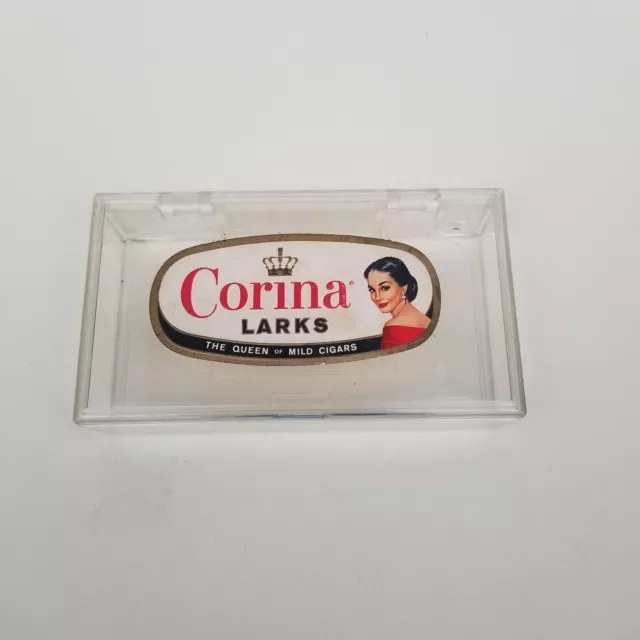 Corina®
LARKS
THE QUEEN OF MILD CIGARS